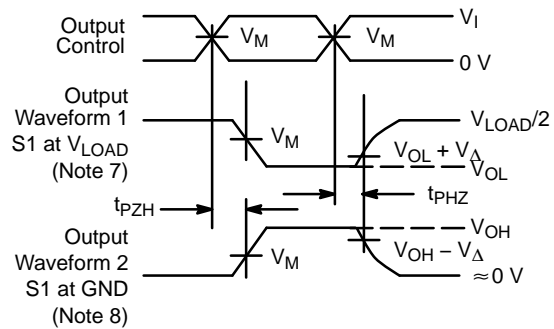 Output
Control
V_M
V_M
V_I
0 V
Output
Waveform 1
S1 at V_LOAD
(Note 7)
V_M
V_LOAD/2
V_OL + V_Δ
V_OL
t_PZH
t_PHZ
Output
Waveform 2
S1 at GND
(Note 8)
V_M
V_OH
V_OH – V_Δ
≈0 V